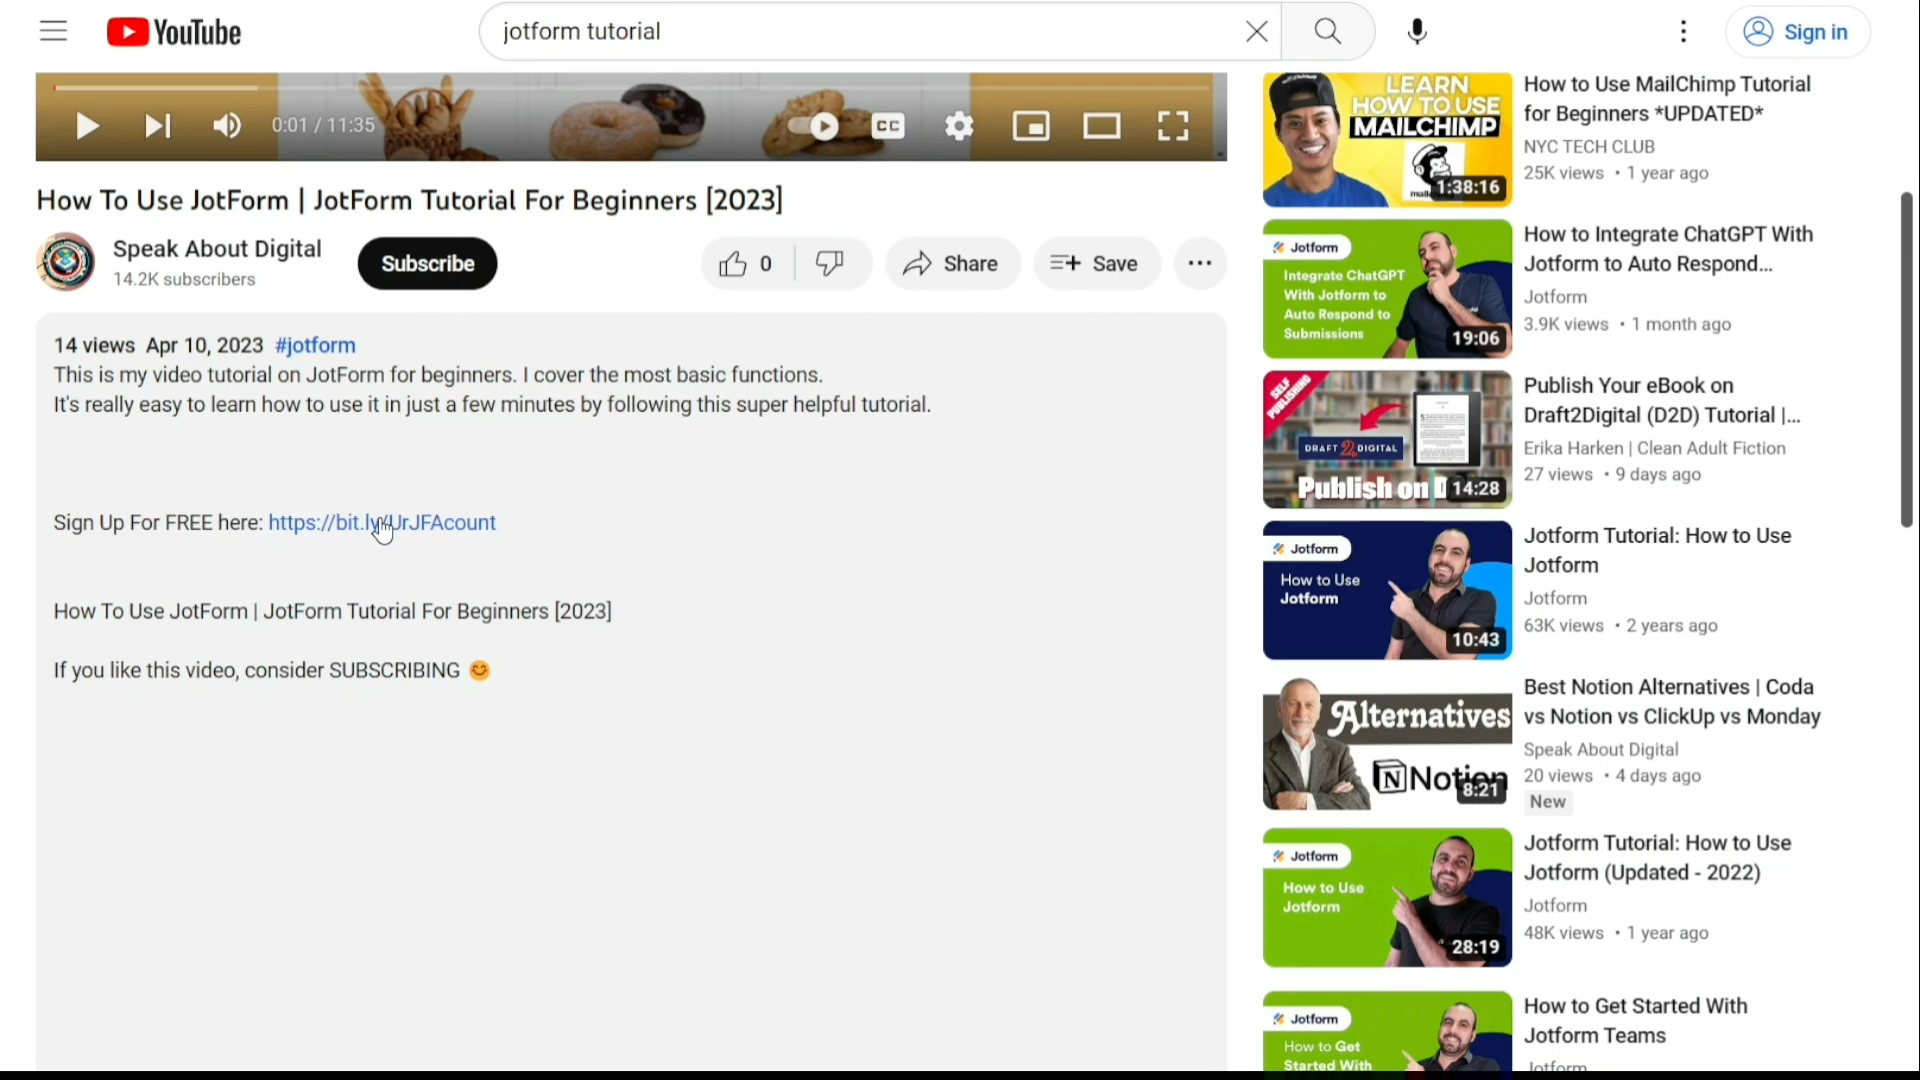 YouTube
jotform tutorial
Sign in
0:01 / 11:35
CC
How To Use JotForm | JotForm Tutorial For Beginners [2023]
Speak About Digital
14.2K subscribers
Subscribe
0
Share
Save
14 views Apr 10, 2023 #jotform
This is my video tutorial on JotForm for beginners. I cover the most basic functions.
It's really easy to learn how to use it in just a few minutes by following this super helpful tutorial.
Sign Up For FREE here: https://bit.ly/UrJFAcount
How To Use JotForm | JotForm Tutorial For Beginners [2023]
If you like this video, consider SUBSCRIBING 😊
LEARN
HOW TO USE
MAILCHIMP
1:38:16
How to Use MailChimp Tutorial
for Beginners *UPDATED*
NYC TECH CLUB
25K views • 1 year ago
Jotform
Integrate ChatGPT
With Jotform to
Auto Respond to
Submissions
19:06
How to Integrate ChatGPT With
Jotform to Auto Respond...
Jotform
3.9K views • 1 month ago
SELF
PUBLISHING
DRAFT 2 DIGITAL
Publish on
14:28
Publish Your eBook on
Draft2Digital (D2D) Tutorial |...
Erika Harken | Clean Adult Fiction
27 views • 9 days ago
Jotform
How to Use
Jotform
10:43
Jotform Tutorial: How to Use
Jotform
Jotform
63K views • 2 years ago
Alternatives
Notion
8:21
Best Notion Alternatives | Coda
vs Notion vs ClickUp vs Monday
Speak About Digital
20 views • 4 days ago
New
Jotform
How to Use
Jotform
28:19
Jotform Tutorial: How to Use
Jotform (Updated - 2022)
Jotform
48K views • 1 year ago
Jotform
How to Get
Started With
How to Get Started With
Jotform Teams
Jotform